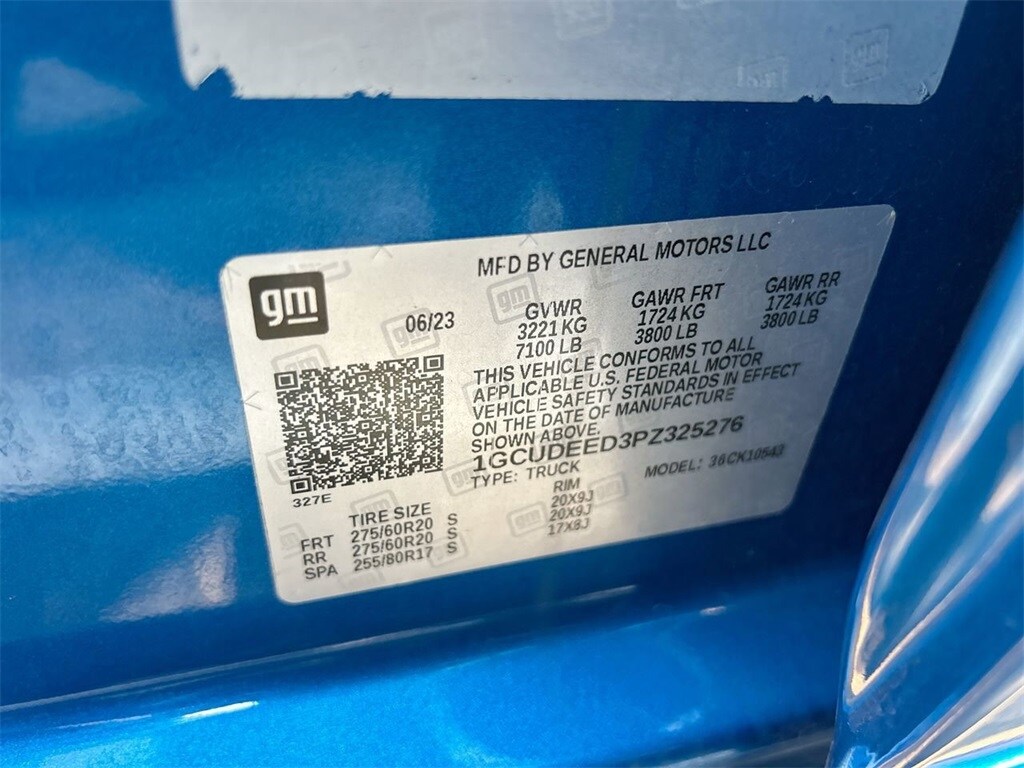 MFD BY GENERAL MOTORS LLC
gm
06/23
GVWR GAWR FRT GAWR RR
3221 KG 1724 KG 1724 KG
7100 LB 3800 LB 3800 LB
THIS VEHICLE CONFORMS TO ALL
APPLICABLE U.S. FEDERAL MOTOR
VEHICLE SAFETY STANDARDS IN EFFECT
ON THE DATE OF MANUFACTURE
SHOWN ABOVE.
1GCUDEED3PZ325276
TYPE: TRUCK MODEL: 36CK10543
327E
TIRE SIZE RIM
FRT 275/60R20 S 20X9J
RR 275/60R20 S 20X9J
SPA 255/80R17 S 17X8J